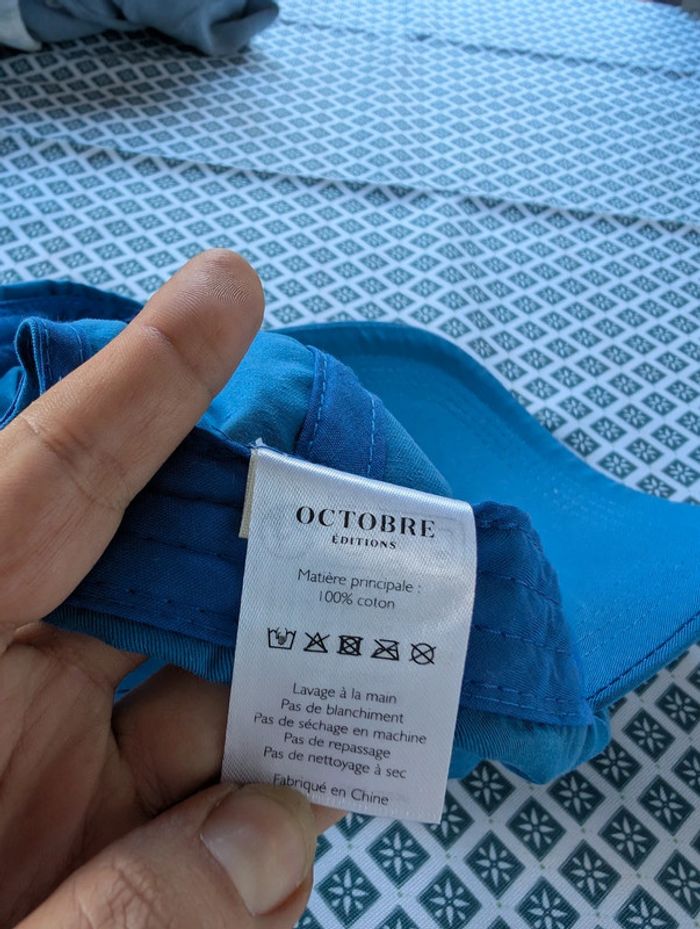 OCTOBRE
ÉDITIONS
Matière principale :
100% coton
Lavage à la main
Pas de blanchiment
Pas de séchage en machine
Pas de repassage
Pas de nettoyage à sec
Fabriqué en Chine